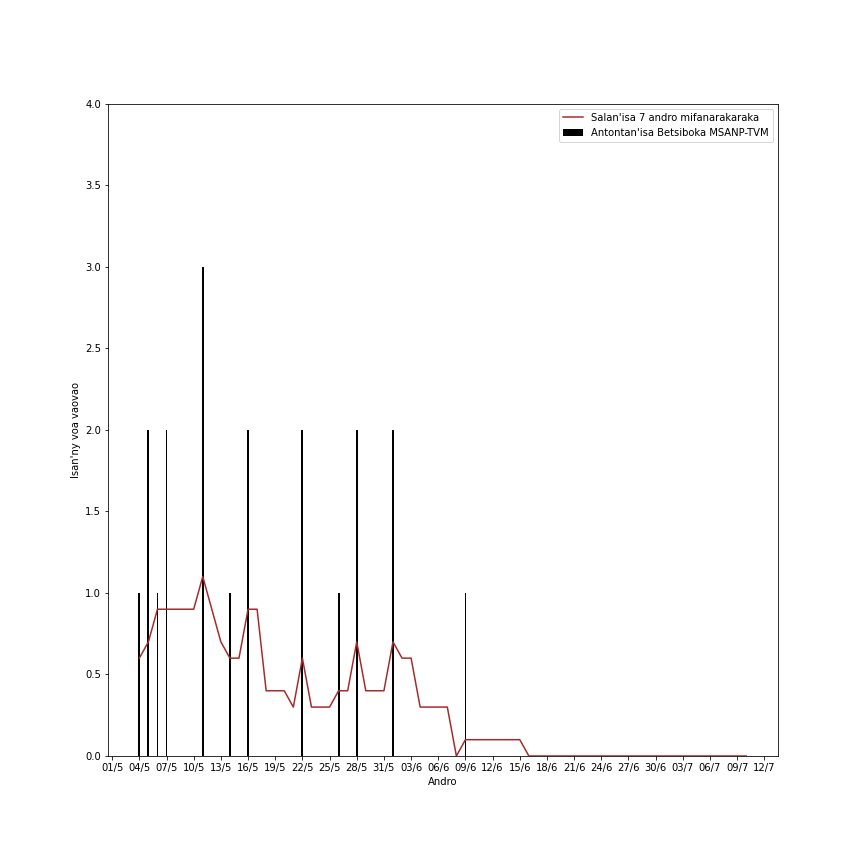 Salan'isa 7 andro mifanarakaraka
Antontan'isa Betsiboka MSANP-TVM
4.0
3.5
3.0
2.5
2.0
1.5
1.0
0.5
0.0
Isan'ny voa vaovao
01/5 04/5 07/5 10/5 13/5 16/5 19/5 22/5 25/5 28/5 31/5 03/6 06/6 09/6 12/6 15/6 18/6 21/6 24/6 27/6 30/6 03/7 06/7 09/7 12/7
Andro